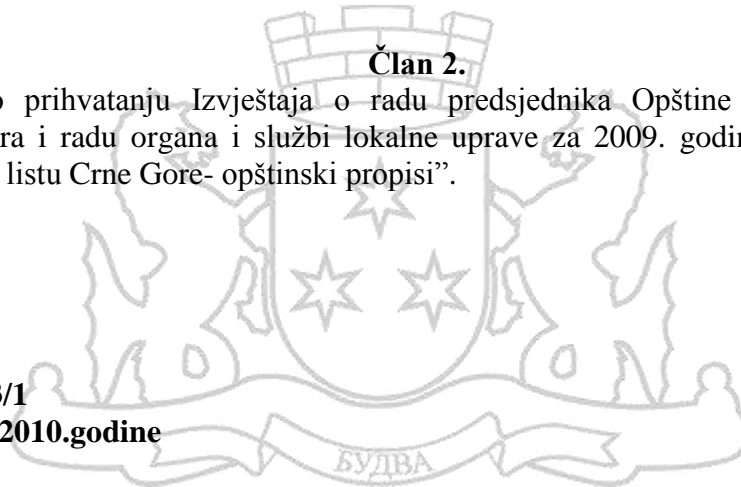 Član 2.
o prihvatanju Izvještaja o radu predsjednika Opštine
ra i radu organa i službi lokalne uprave za 2009. godin
listu Crne Gore- opštinski propisi”.
/1
2010.godine
БУДВА